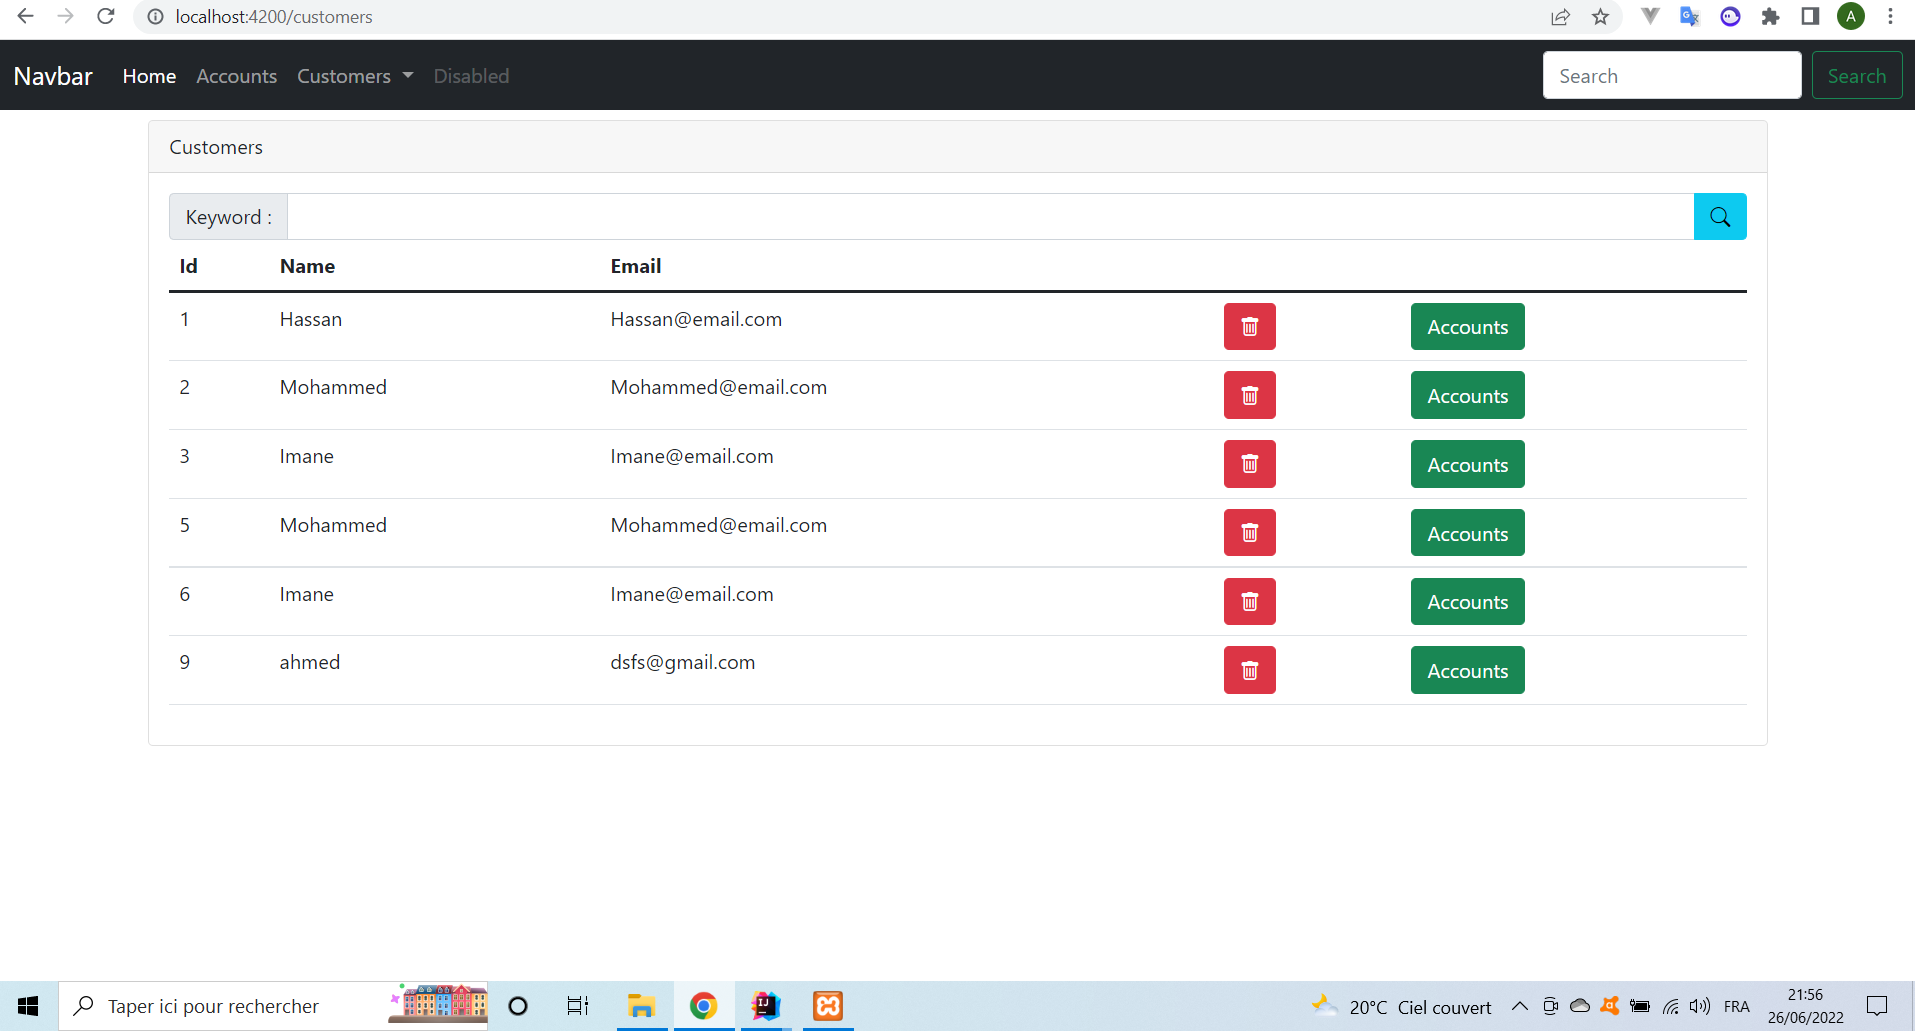 localhost:4200/customers
A
Navbar Home Accounts Customers Disabled Search Search
Customers
Keyword :
Id Name Email
1 Hassan Hassan@email.com Accounts
2 Mohammed Mohammed@email.com Accounts
3 Imane Imane@email.com Accounts
5 Mohammed Mohammed@email.com Accounts
6 Imane Imane@email.com Accounts
9 ahmed dsfs@gmail.com Accounts
Taper ici pour rechercher
IJ
20°C Ciel couvert
FRA
21:56
26/06/2022